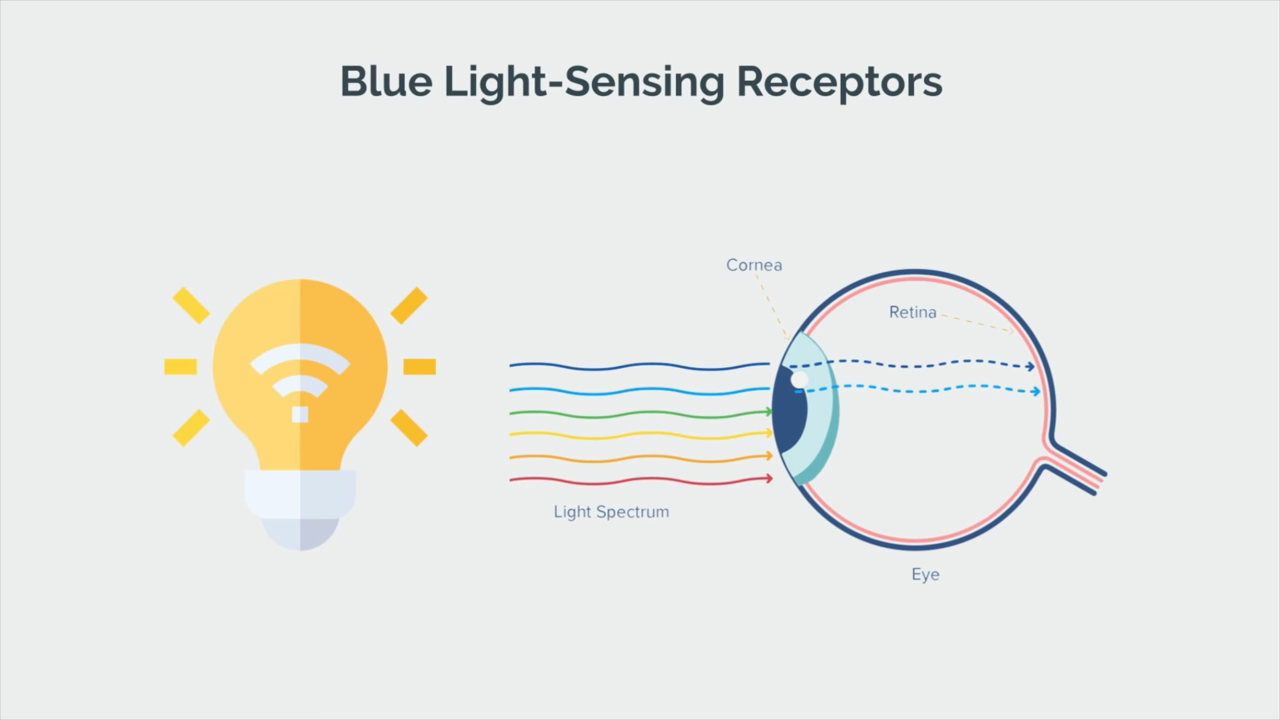 Blue Light-Sensing Receptors
Cornea
Retina
Light Spectrum
Eye